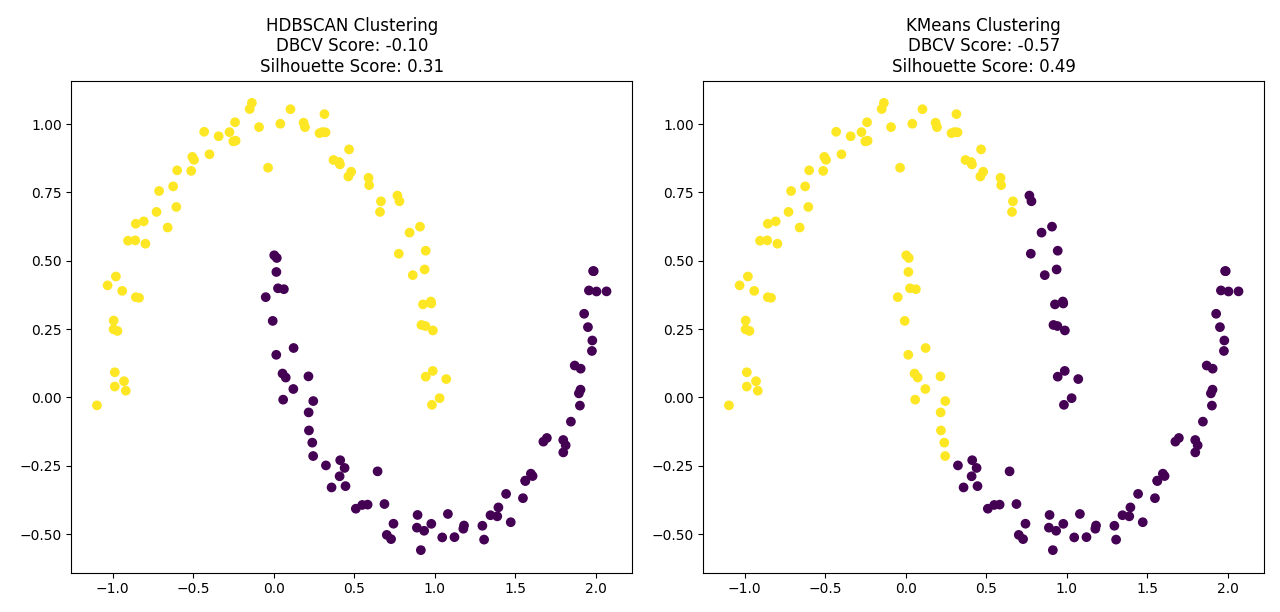 HDBSCAN Clustering
DBCV Score: -0.10
Silhouette Score: 0.31
1.00
0.75
0.50
0.25
0.00
−0.25
−0.50
−1.0 −0.5 0.0 0.5 1.0 1.5 2.0
KMeans Clustering
DBCV Score: -0.57
Silhouette Score: 0.49
1.00
0.75
0.50
0.25
0.00
−0.25
−0.50
−1.0 −0.5 0.0 0.5 1.0 1.5 2.0